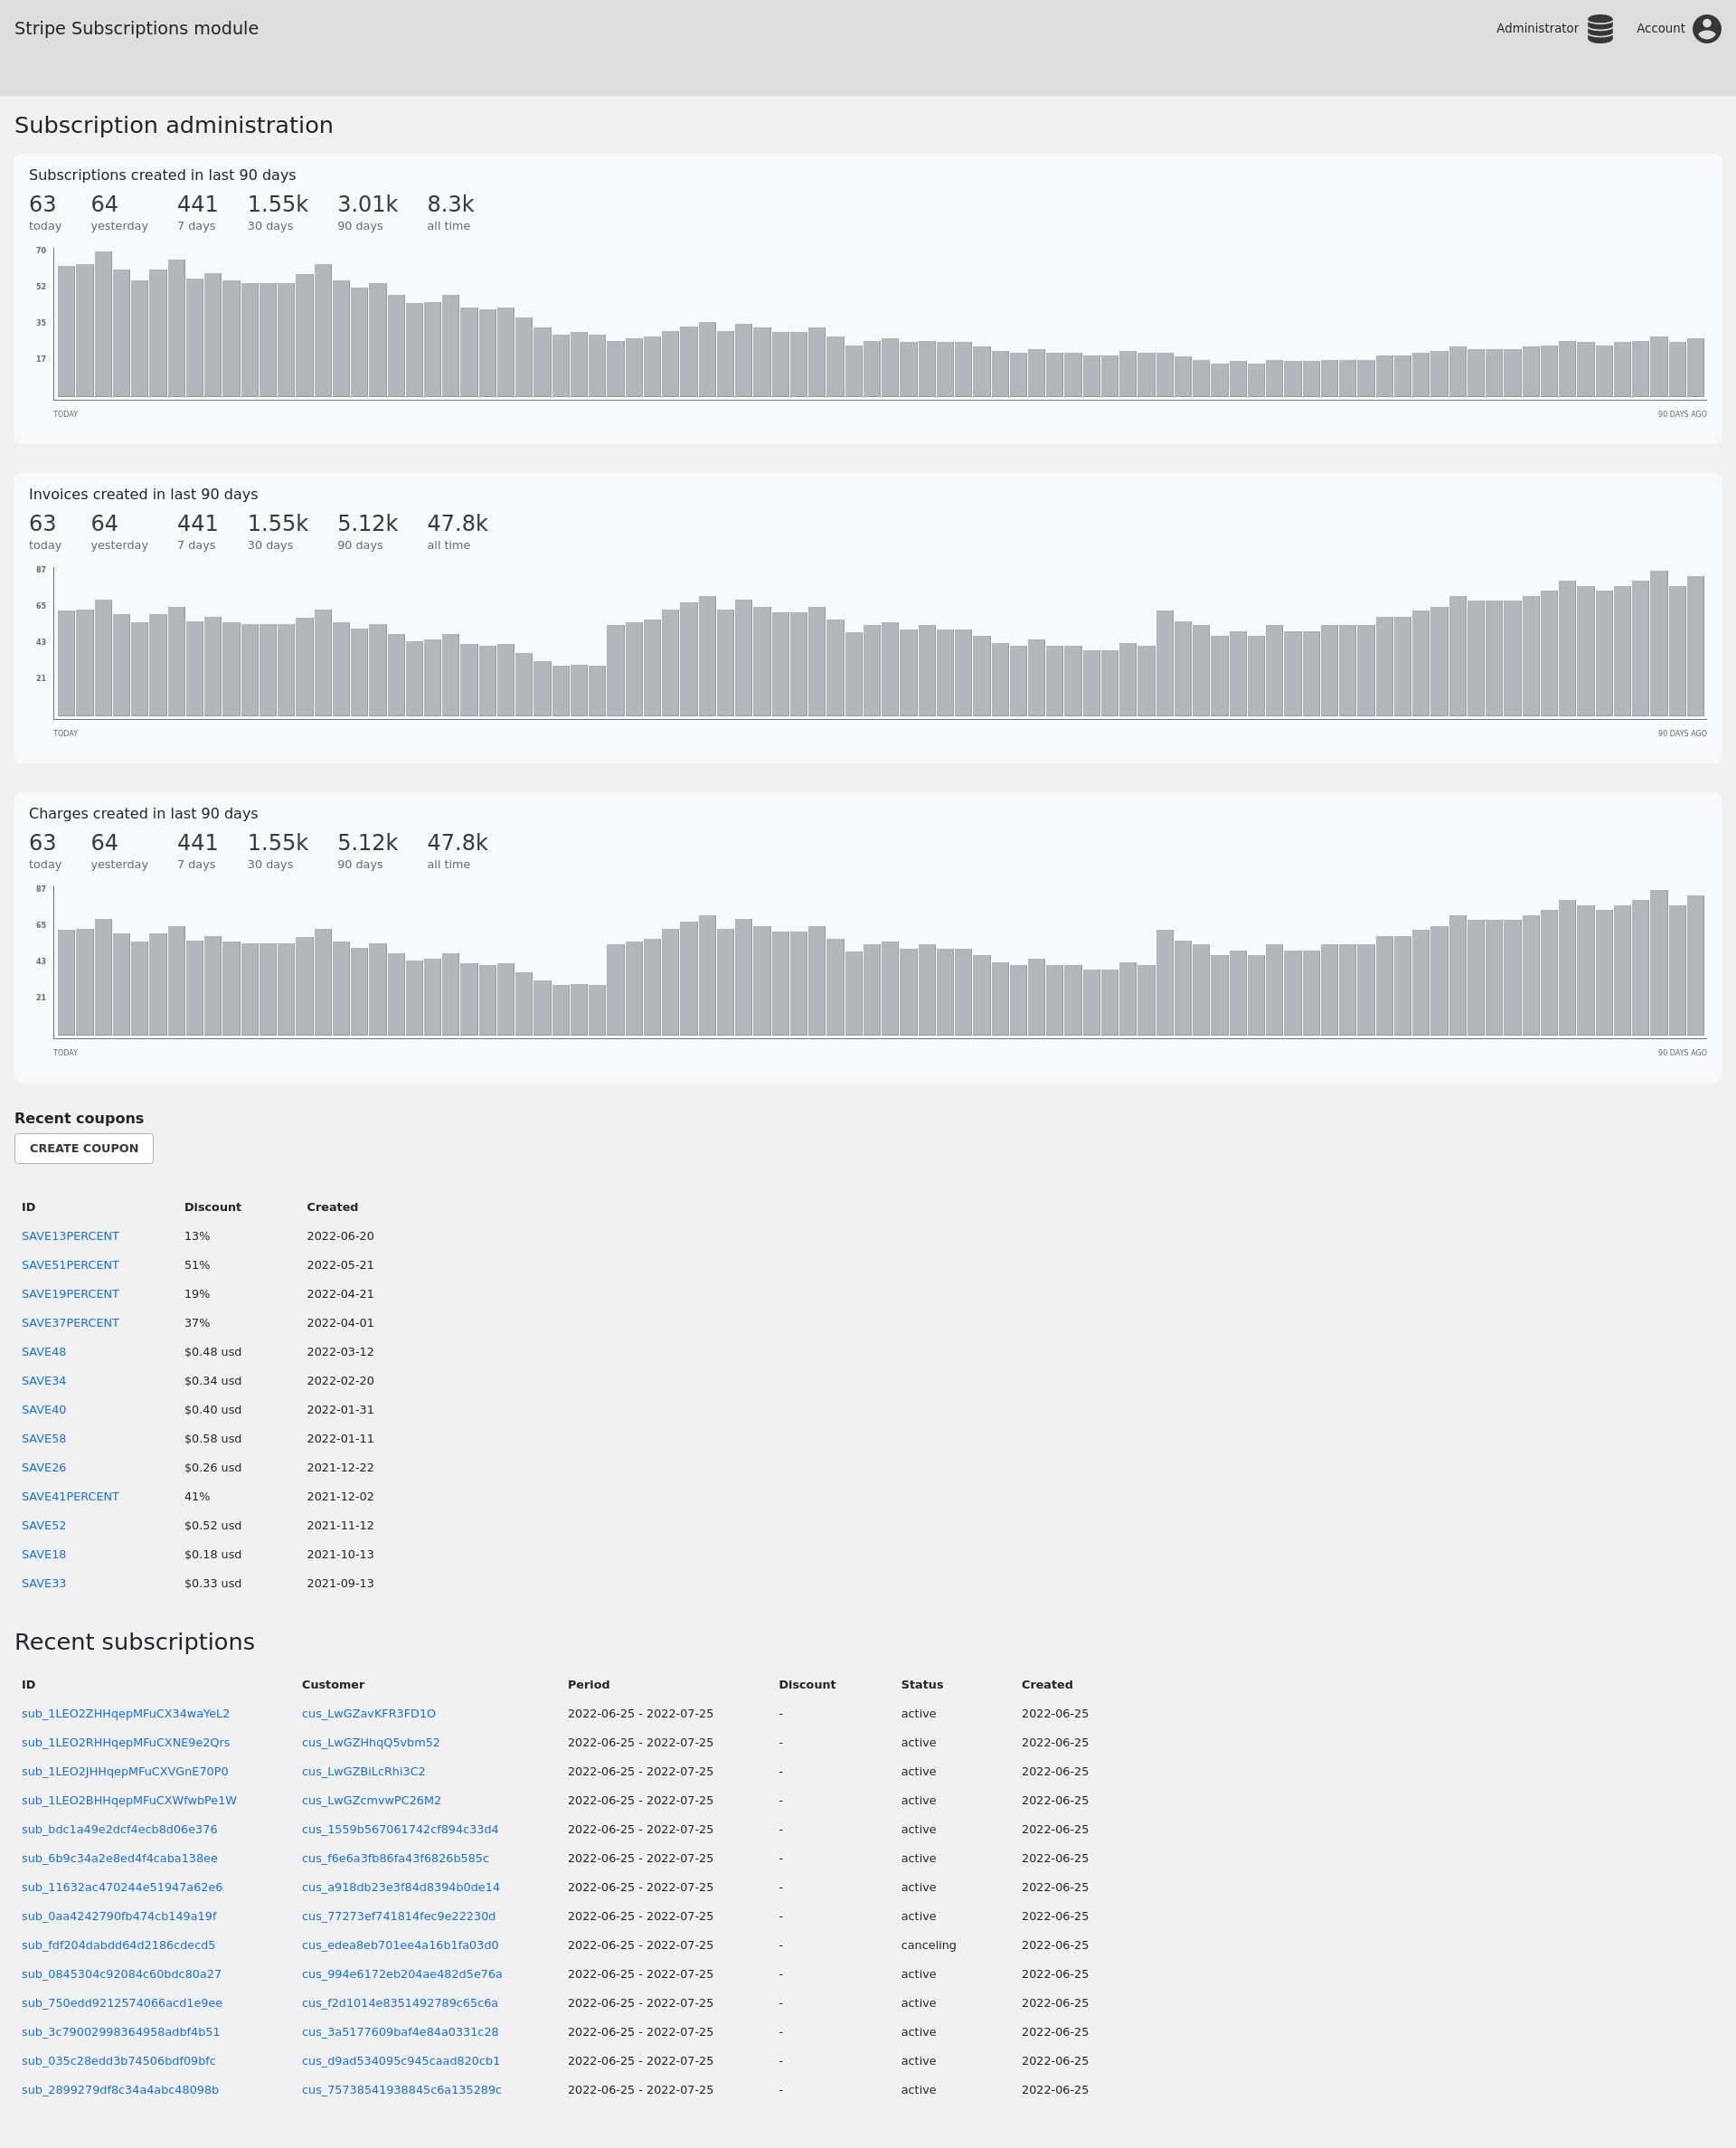 Stripe Subscriptions module
Administrator Account
Subscription administration
Subscriptions created in last 90 days
63 64 441 1.55k 3.01k 8.3k
today yesterday 7 days 30 days 90 days all time
70
52
35
17
TODAY 90 DAYS AGO
Invoices created in last 90 days
63 64 441 1.55k 5.12k 47.8k
today yesterday 7 days 30 days 90 days all time
87
65
43
21
TODAY 90 DAYS AGO
Charges created in last 90 days
63 64 441 1.55k 5.12k 47.8k
today yesterday 7 days 30 days 90 days all time
87
65
43
21
TODAY 90 DAYS AGO
Recent coupons
CREATE COUPON
ID Discount Created
SAVE13PERCENT 13% 2022-06-20
SAVE51PERCENT 51% 2022-05-21
SAVE19PERCENT 19% 2022-04-21
SAVE37PERCENT 37% 2022-04-01
SAVE48 $0.48 usd 2022-03-12
SAVE34 $0.34 usd 2022-02-20
SAVE40 $0.40 usd 2022-01-31
SAVE58 $0.58 usd 2022-01-11
SAVE26 $0.26 usd 2021-12-22
SAVE41PERCENT 41% 2021-12-02
SAVE52 $0.52 usd 2021-11-12
SAVE18 $0.18 usd 2021-10-13
SAVE33 $0.33 usd 2021-09-13
Recent subscriptions
ID Customer Period Discount Status Created
sub_1LEO2ZHHqepMFuCX34waYeL2 cus_LwGZavKFR3FD1O 2022-06-25 - 2022-07-25 - active 2022-06-25
sub_1LEO2RHHqepMFuCXNE9e2Qrs cus_LwGZHhqQ5vbm52 2022-06-25 - 2022-07-25 - active 2022-06-25
sub_1LEO2JHHqepMFuCXVGnE70P0 cus_LwGZBiLcRhi3C2 2022-06-25 - 2022-07-25 - active 2022-06-25
sub_1LEO2BHHqepMFuCXWfwbPe1W cus_LwGZcmvwPC26M2 2022-06-25 - 2022-07-25 - active 2022-06-25
sub_bdc1a49e2dcf4ecb8d06e376 cus_1559b567061742cf894c33d4 2022-06-25 - 2022-07-25 - active 2022-06-25
sub_6b9c34a2e8ed4f4caba138ee cus_f6e6a3fb86fa43f6826b585c 2022-06-25 - 2022-07-25 - active 2022-06-25
sub_11632ac470244e51947a62e6 cus_a918db23e3f84d8394b0de14 2022-06-25 - 2022-07-25 - active 2022-06-25
sub_0aa4242790fb474cb149a19f cus_77273ef741814fec9e22230d 2022-06-25 - 2022-07-25 - active 2022-06-25
sub_fdf204dabdd64d2186cdecd5 cus_edea8eb701ee4a16b1fa03d0 2022-06-25 - 2022-07-25 - canceling 2022-06-25
sub_0845304c92084c60bdc80a27 cus_994e6172eb204ae482d5e76a 2022-06-25 - 2022-07-25 - active 2022-06-25
sub_750edd9212574066acd1e9ee cus_f2d1014e8351492789c65c6a 2022-06-25 - 2022-07-25 - active 2022-06-25
sub_3c79002998364958adbf4b51 cus_3a5177609baf4e84a0331c28 2022-06-25 - 2022-07-25 - active 2022-06-25
sub_035c28edd3b74506bdf09bfc cus_d9ad534095c945caad820cb1 2022-06-25 - 2022-07-25 - active 2022-06-25
sub_2899279df8c34a4abc48098b cus_75738541938845c6a135289c 2022-06-25 - 2022-07-25 - active 2022-06-25